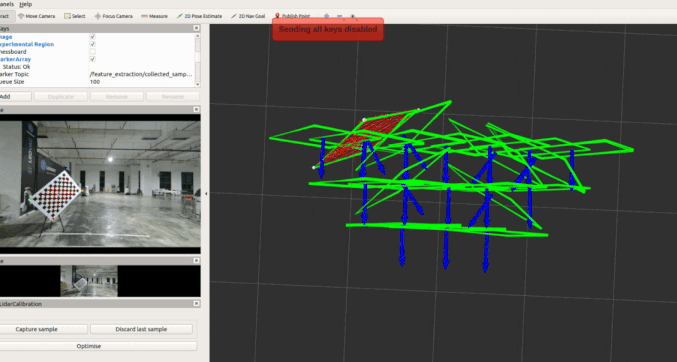 anels Help
ract Move Camera Select Focus Camera Measure 2D Pose Estimate 2D Nav Goal Publish Point
Sending all keys disabled
ays
mage
xperimental Region
hessboard
arkerArray
Status: Ok
arker Topic /feature_extraction/collected_samp...
ueue Size 100
Add Duplicate Remove Rename
e
e
LidarCalibration
Capture sample Discard last sample
Optimise